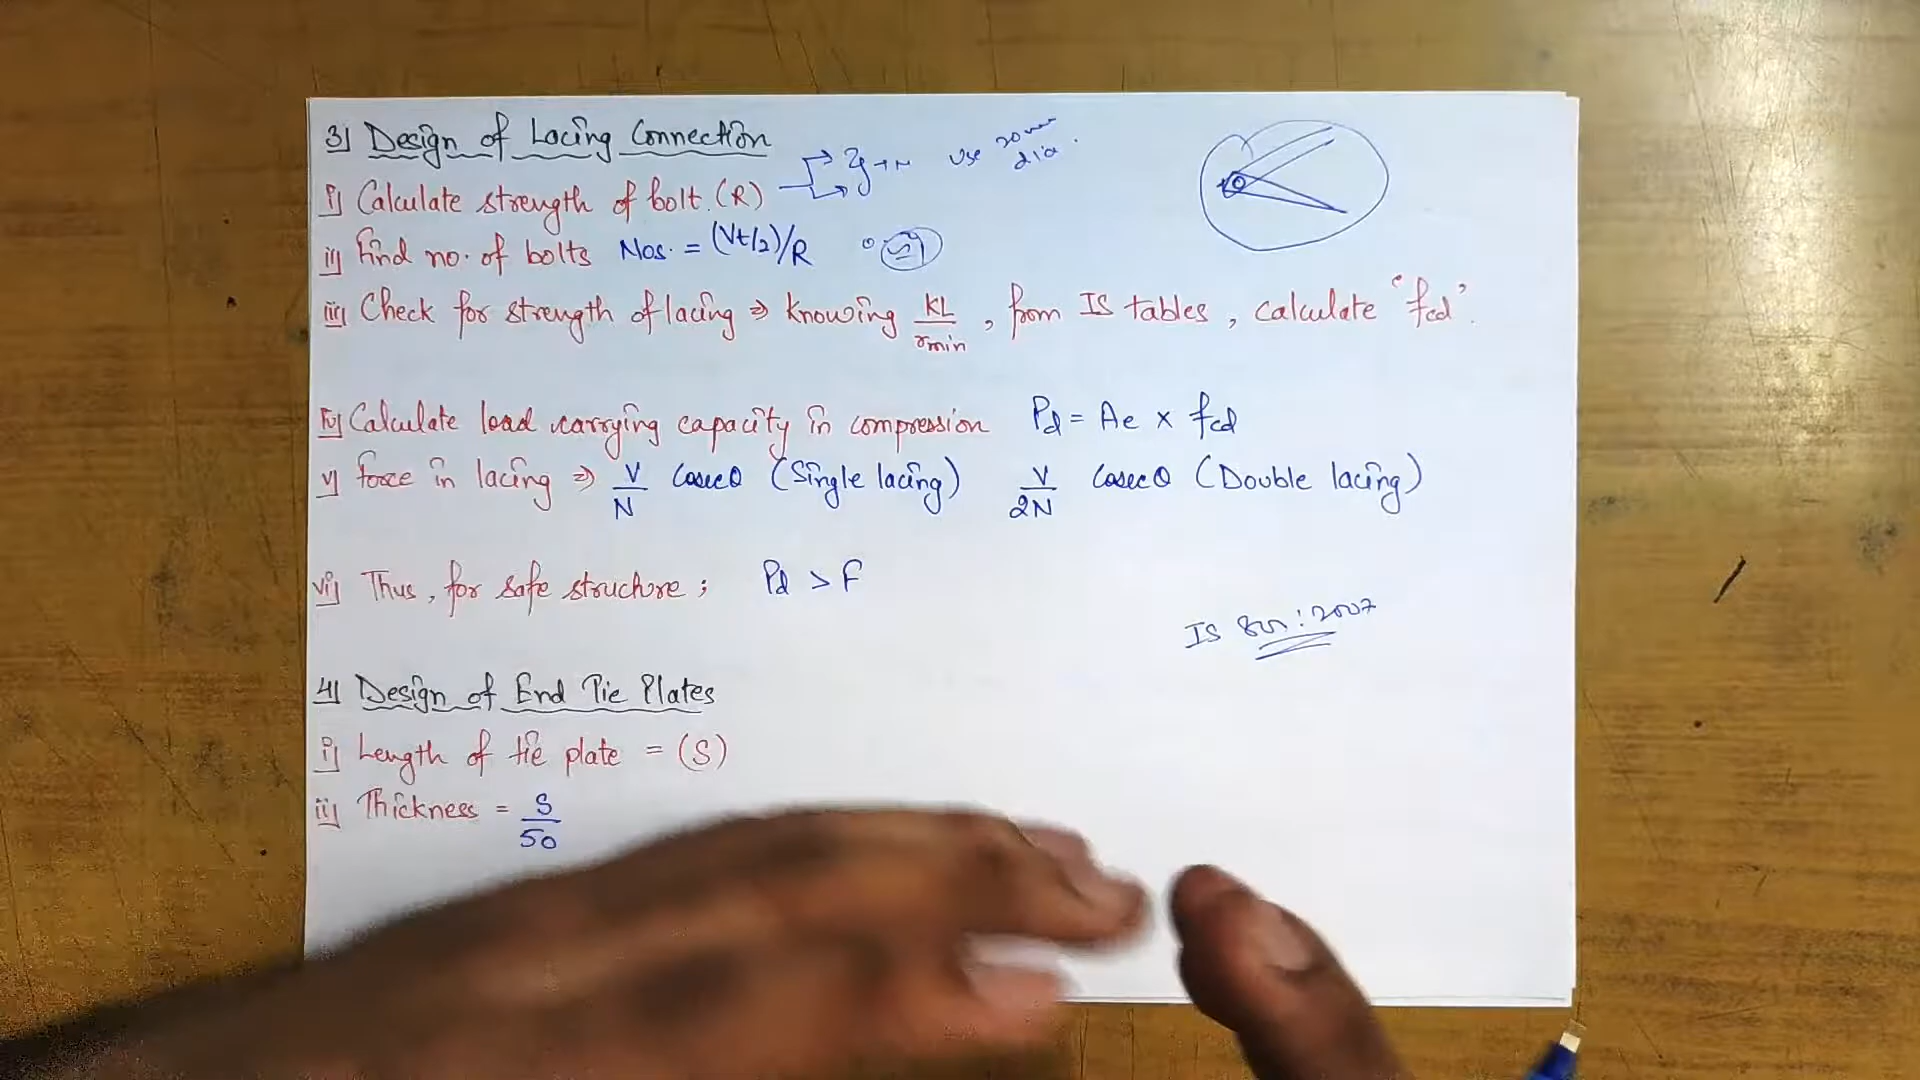 3) Design of Lacing Connection
Use 20mm dia.
i) Calculate strength of bolt. (R)
ii) Find no. of bolts Nos. = (Vt/2)/R
iii) Check for strength of lacing ⇒ knowing KL/rmin, from IS tables, calculate "fcd".
iv) Calculate load carrying capacity in compression Pd = Ae x fcd
v) Force in lacing ⇒ V/N Cosecθ (Single lacing) V/2N Cosecθ (Double lacing)
vi) Thus, for safe structure; Pd > F
IS 800:2007
4) Design of End Tie Plates
i) Length of tie plate = (S)
ii) Thickness = S/50